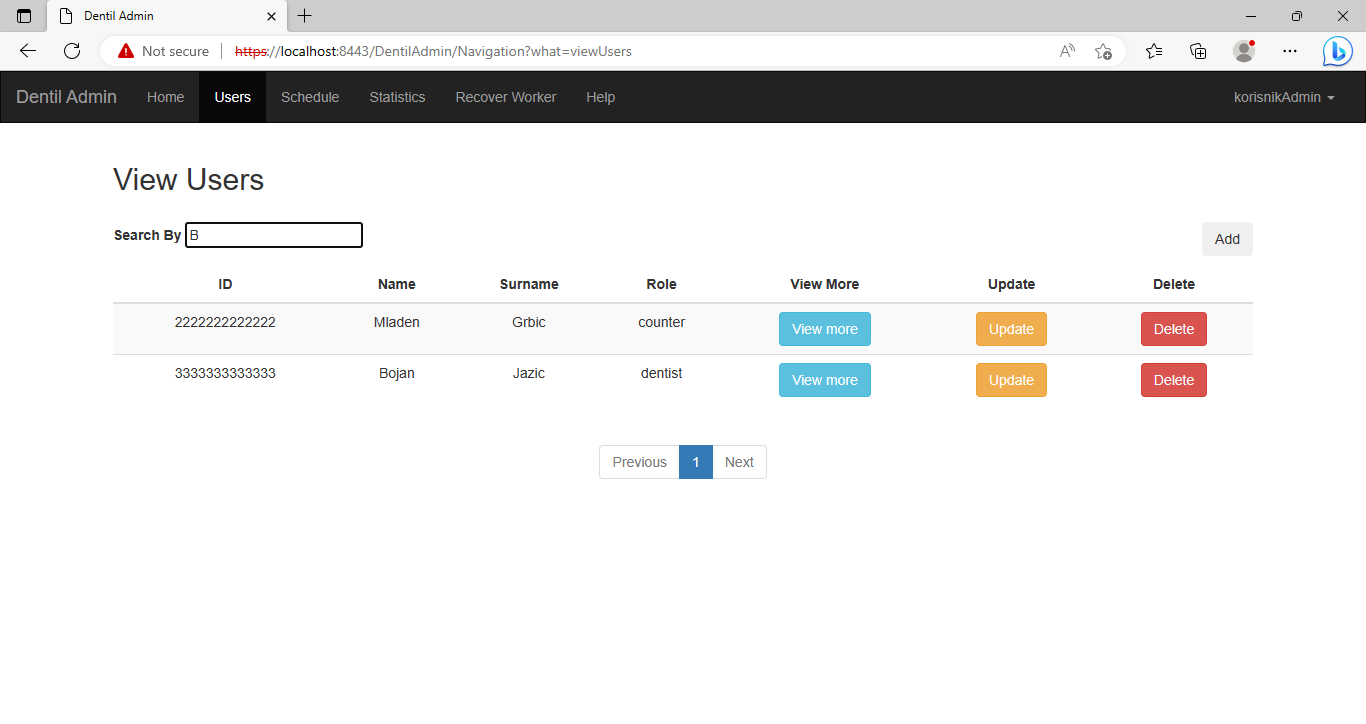 Dentil Admin
Not secure https://localhost:8443/DentilAdmin/Navigation?what=viewUsers
Dentil Admin Home Users Schedule Statistics Recover Worker Help korisnikAdmin
View Users
Search By B Add
ID Name Surname Role View More Update Delete
2222222222222 Mladen Grbic counter View more Update Delete
3333333333333 Bojan Jazic dentist View more Update Delete
Previous 1 Next